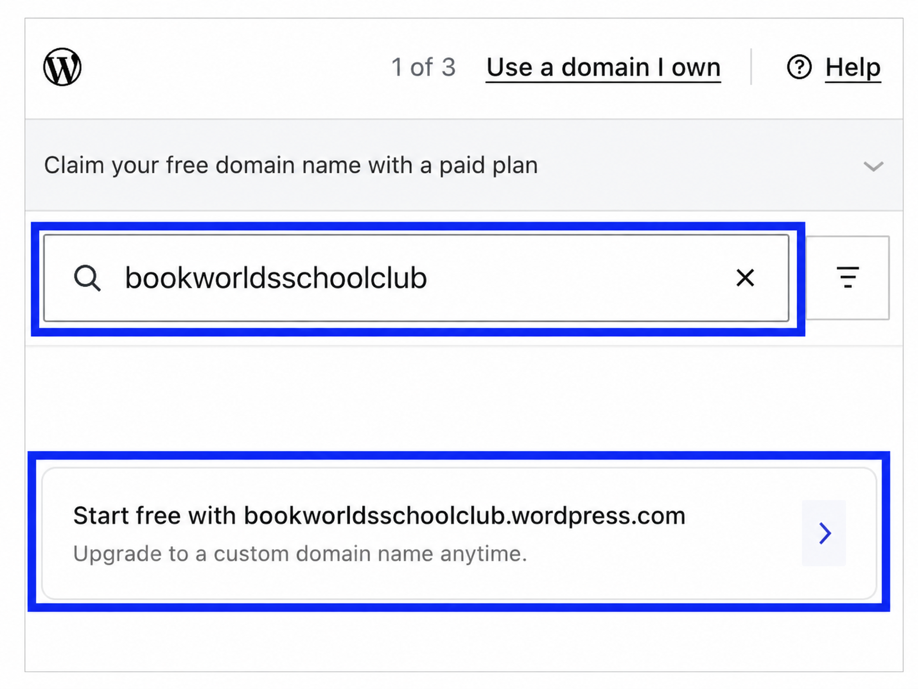 1 of 3 Use a domain I own Help
Claim your free domain name with a paid plan
bookworldsschoolclub
Start free with bookworldsschoolclub.wordpress.com
Upgrade to a custom domain name anytime.